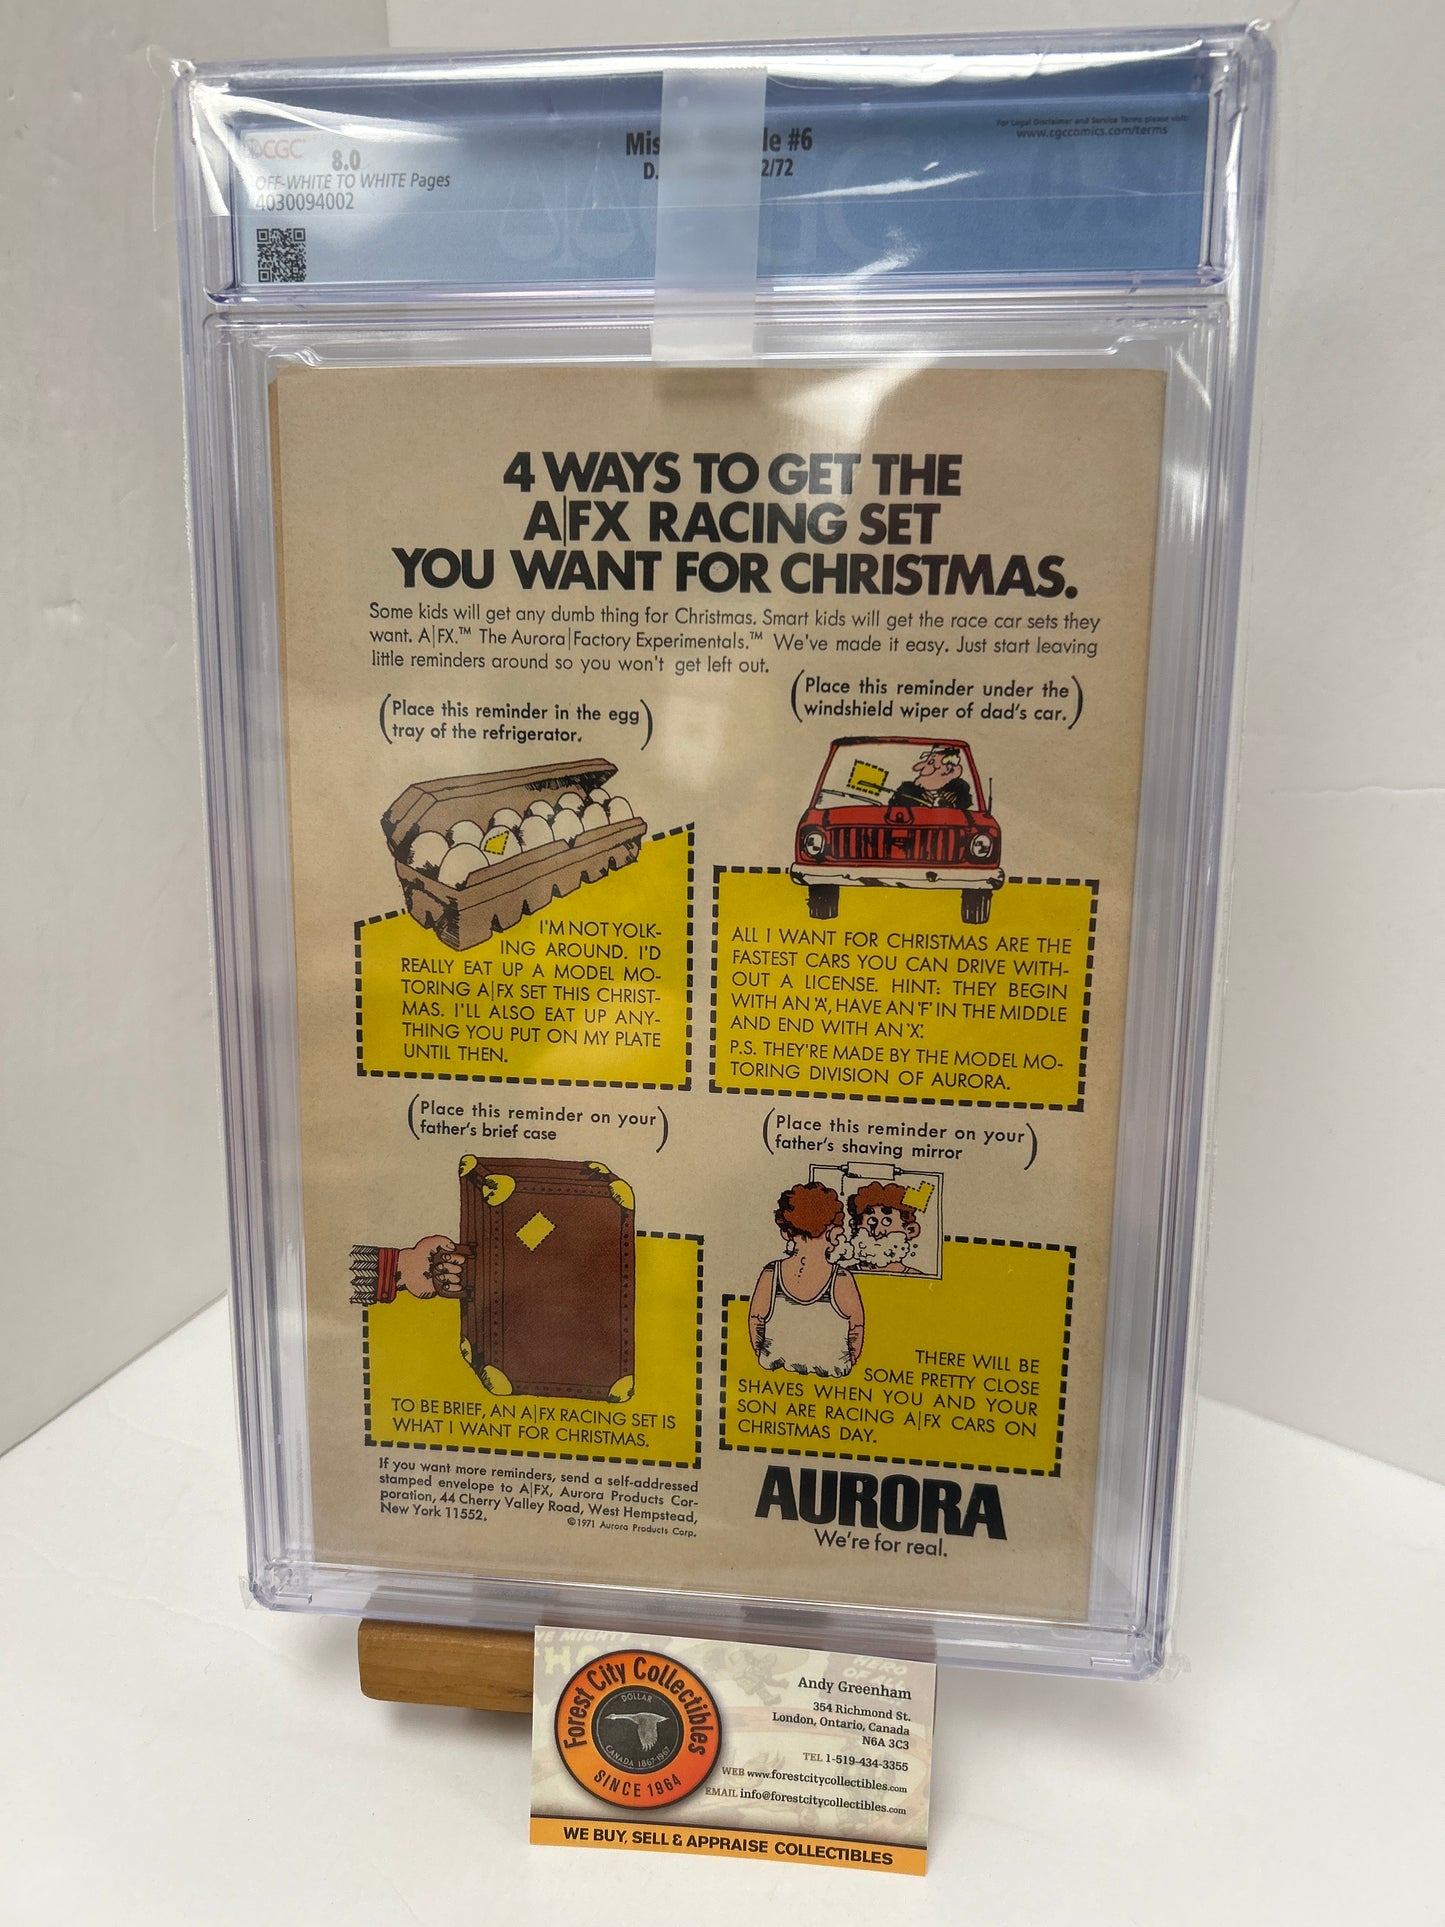 CGC 8.0
OFF-WHITE TO WHITE Pages
4030094002
Mis le #6
D. 2/72
For Legal Disclaimer and Service Terms please visit:
www.cgccomics.com/terms
4 WAYS TO GET THE
A|FX RACING SET
YOU WANT FOR CHRISTMAS.
Some kids will get any dumb thing for Christmas. Smart kids will get the race car sets they
want. A|FX.™ The Aurora|Factory Experimentals.™ We've made it easy. Just start leaving
little reminders around so you won't get left out.
(Place this reminder in the egg
tray of the refrigerator.)
I'M NOT YOLK-
ING AROUND. I'D
REALLY EAT UP A MODEL MO-
TORING A|FX SET THIS CHRIST-
MAS. I'LL ALSO EAT UP ANY-
THING YOU PUT ON MY PLATE
UNTIL THEN.
(Place this reminder under the
windshield wiper of dad's car.)
ALL I WANT FOR CHRISTMAS ARE THE
FASTEST CARS YOU CAN DRIVE WITH-
OUT A LICENSE. HINT: THEY BEGIN
WITH AN 'A', HAVE AN 'F' IN THE MIDDLE
AND END WITH AN 'X'.
P.S. THEY'RE MADE BY THE MODEL MO-
TORING DIVISION OF AURORA.
(Place this reminder on your
father's brief case)
TO BE BRIEF, AN A|FX RACING SET IS
WHAT I WANT FOR CHRISTMAS.
(Place this reminder on your
father's shaving mirror)
THERE WILL BE
SOME PRETTY CLOSE
SHAVES WHEN YOU AND YOUR
SON ARE RACING A|FX CARS ON
CHRISTMAS DAY.
If you want more reminders, send a self-addressed
stamped envelope to A|FX, Aurora Products Cor-
poration, 44 Cherry Valley Road, West Hempstead,
New York 11552.
©1971 Aurora Products Corp.
AURORA
We're for real.
Forest City Collectibles
DOLLAR
CANADA 1867-1967
SINCE 1964
Andy Greenham
354 Richmond St.
London, Ontario, Canada
N6A 3C3
TEL 1-519-434-3355
WEB www.forestcitycollectibles.com
EMAIL info@forestcitycollectibles.com
WE BUY, SELL & APPRAISE COLLECTIBLES